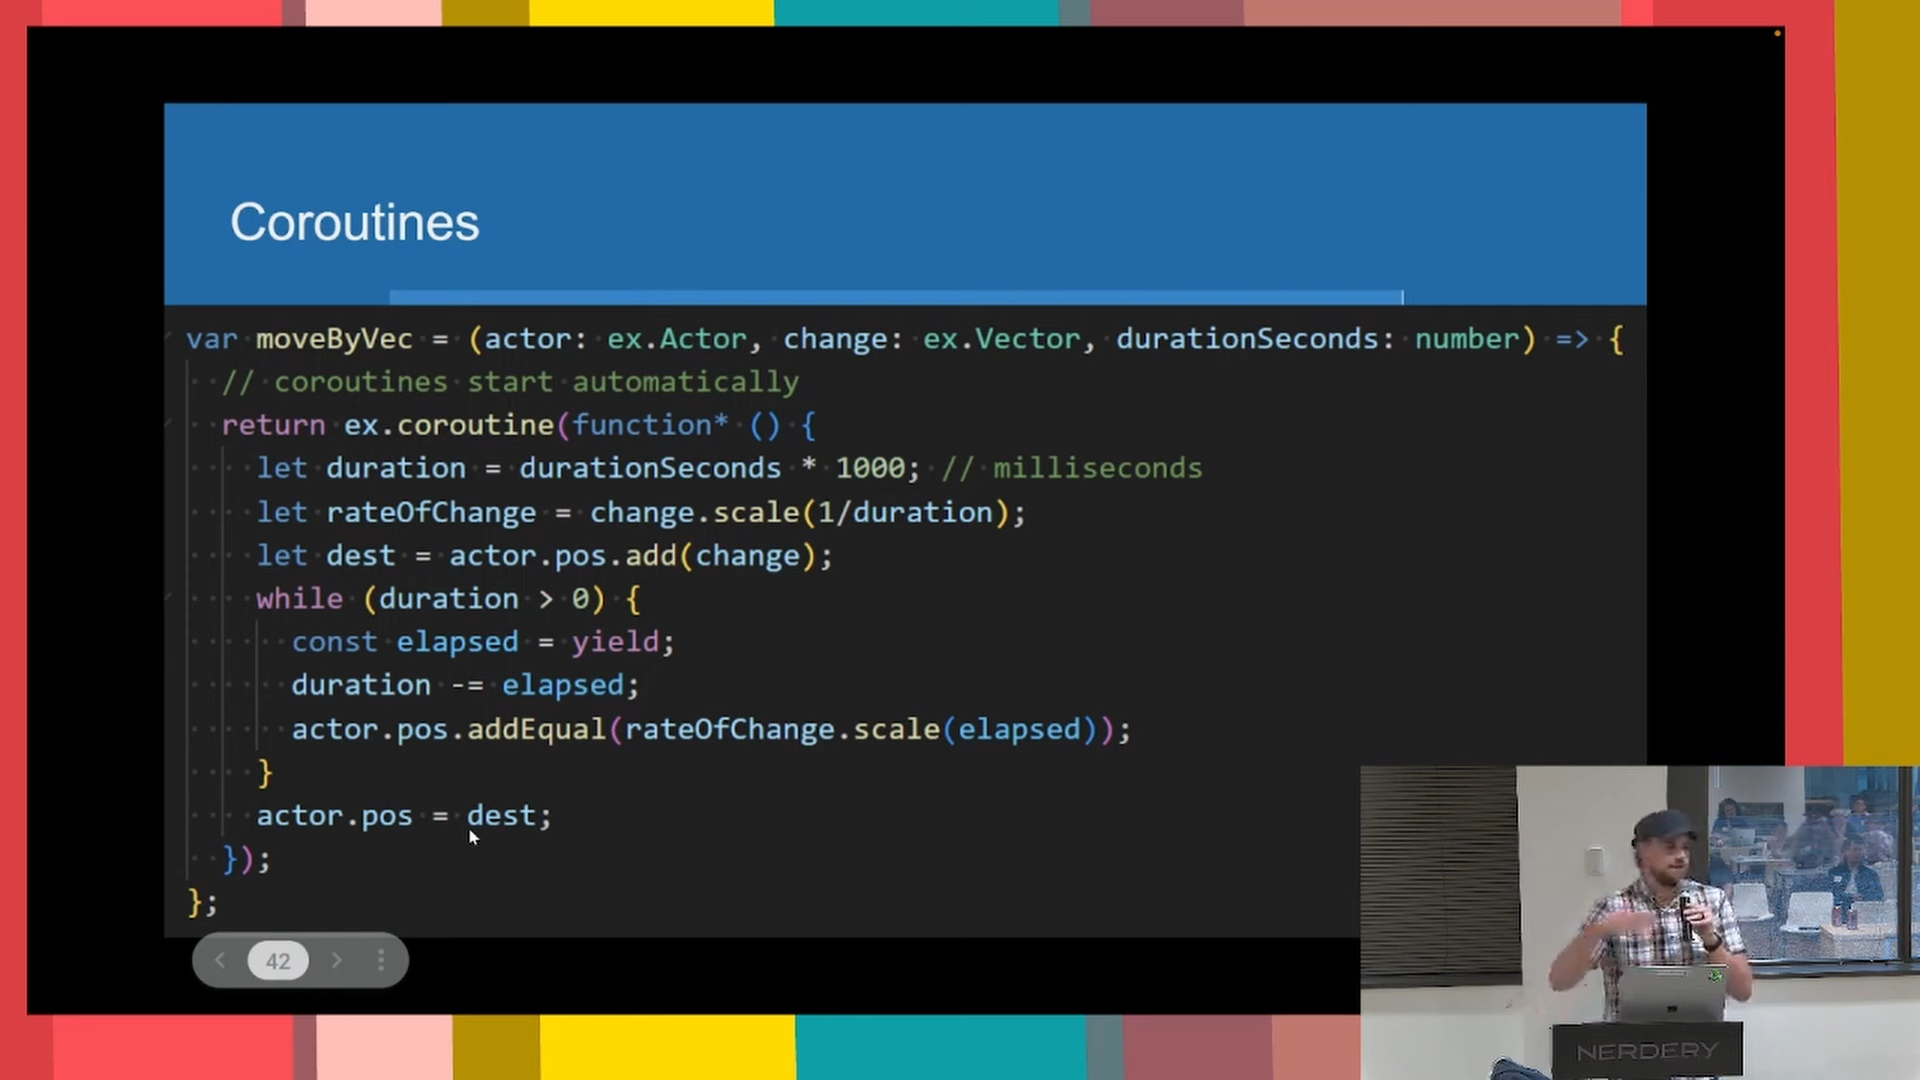 Coroutines
var moveByVec = (actor: ex.Actor, change: ex.Vector, durationSeconds: number) => {
// coroutines start automatically
return ex.coroutine(function* () {
let duration = durationSeconds * 1000; // milliseconds
let rateOfChange = change.scale(1/duration);
let dest = actor.pos.add(change);
while (duration > 0) {
const elapsed = yield;
duration -= elapsed;
actor.pos.addEqual(rateOfChange.scale(elapsed));
}
actor.pos = dest;
});
};
42
NERDERY